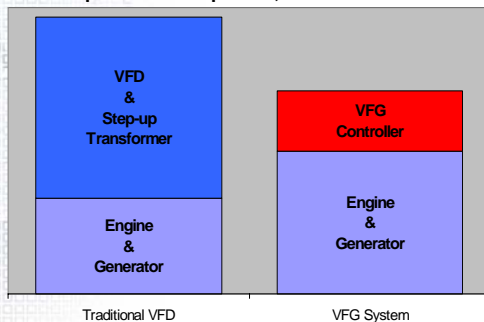 VFD
&
Step-up
Transformer
VFG
Controller
Engine
&
Generator
Engine
&
Generator
Traditional VFD
VFG System